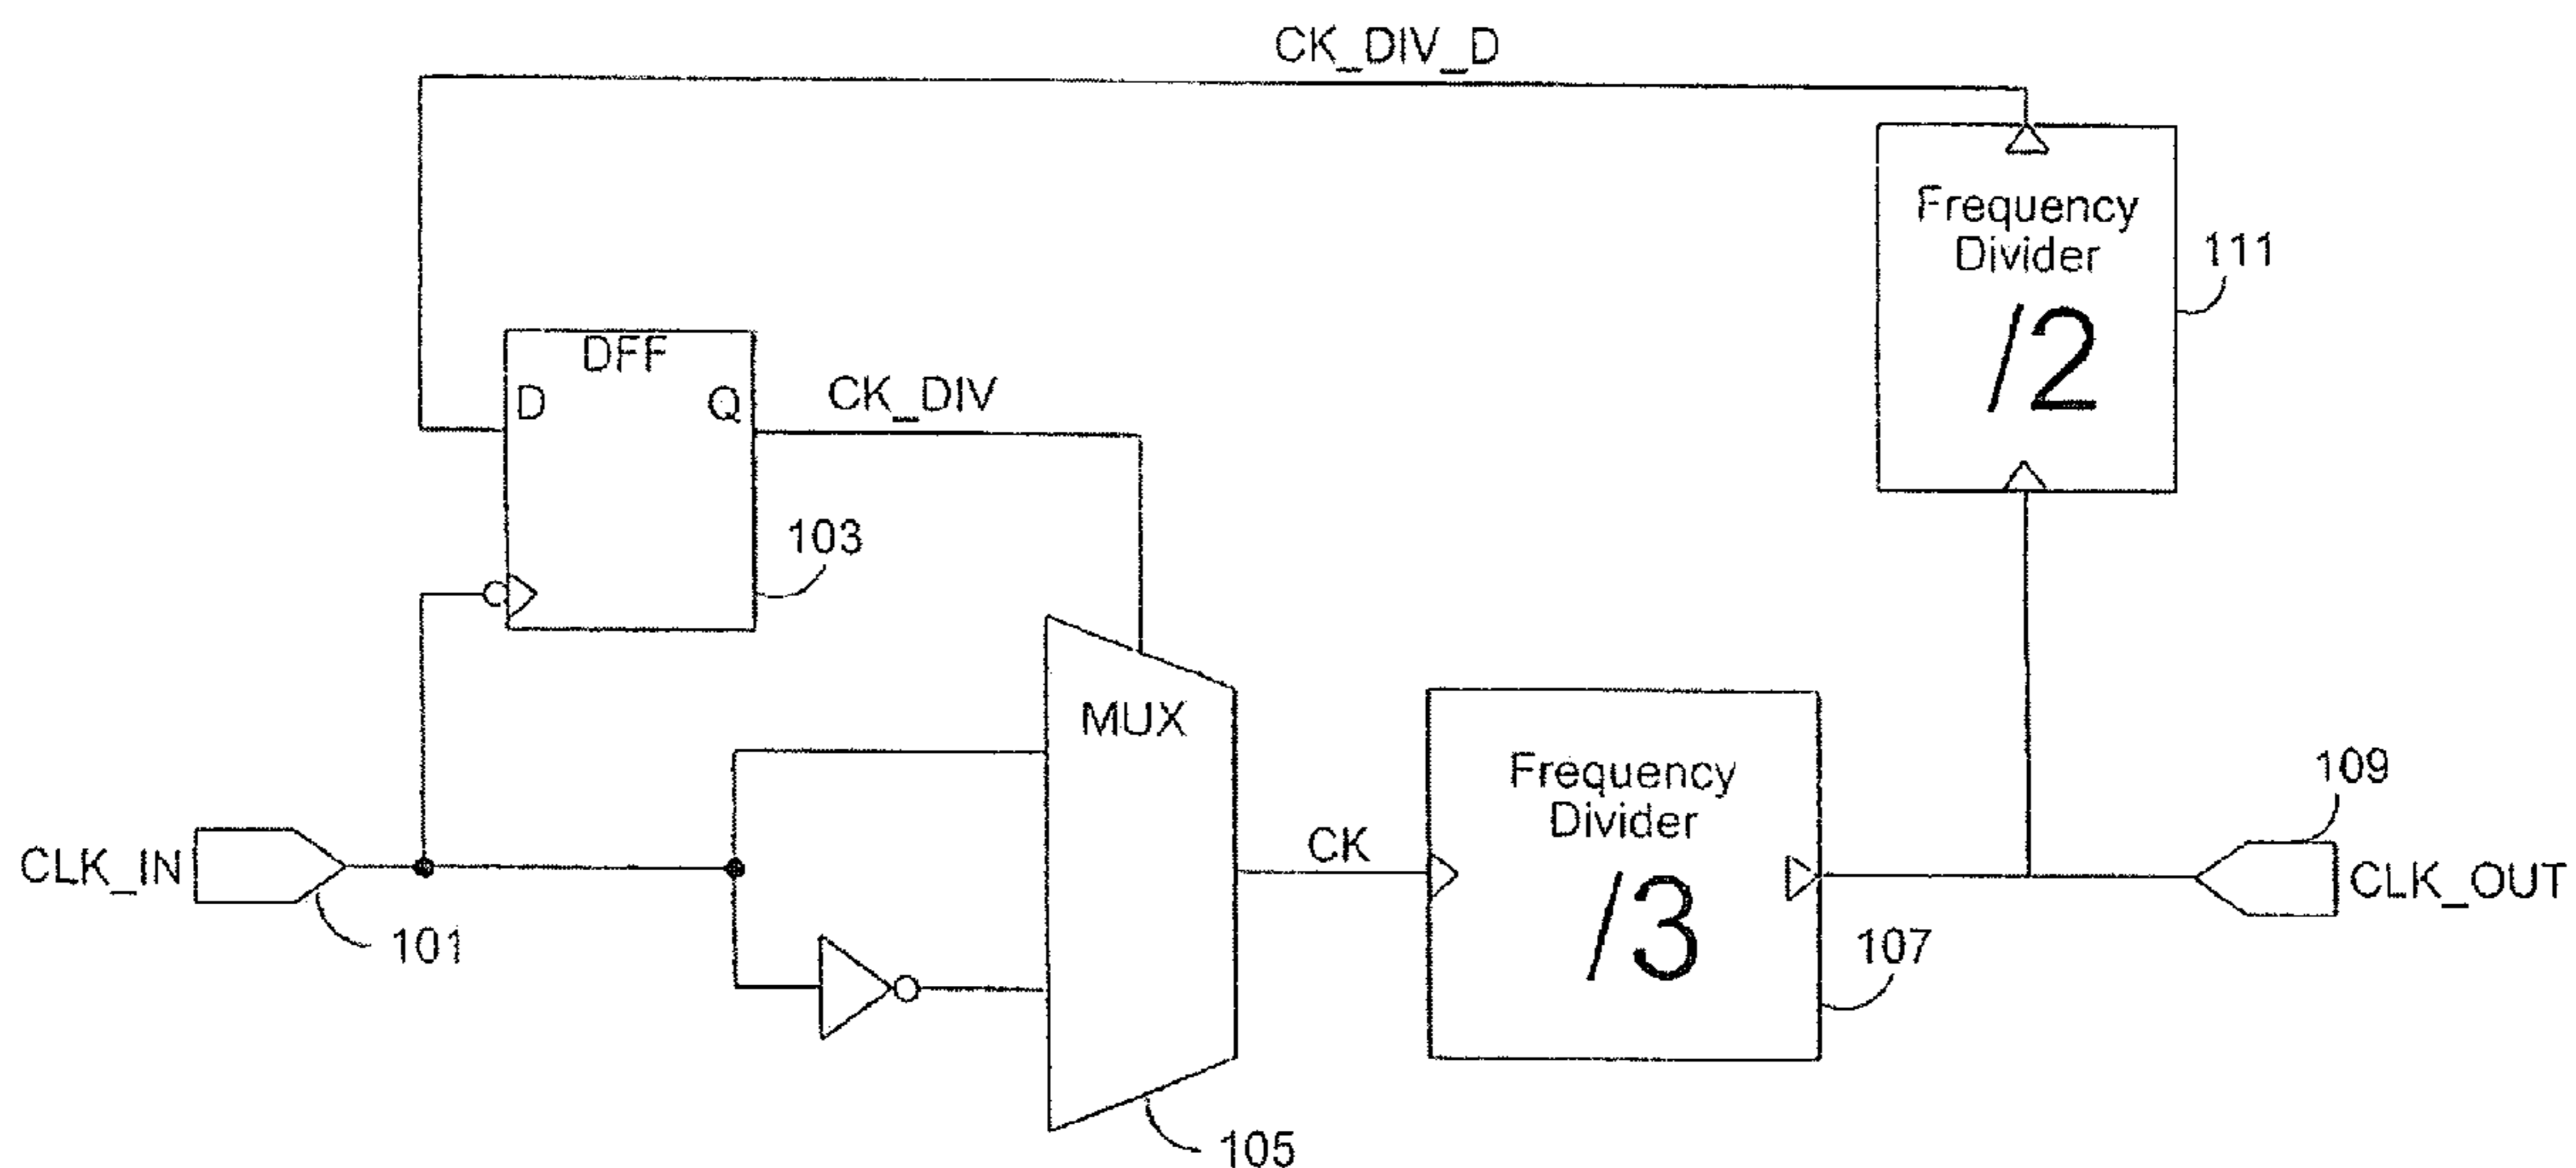 CK_DIV_D
Frequency
Divider
/2
111
DFF
D
Q
CK_DIV
103
MUX
Frequency
Divider
/3
CK
109
CLK_IN
CLK_OUT
101
107
105